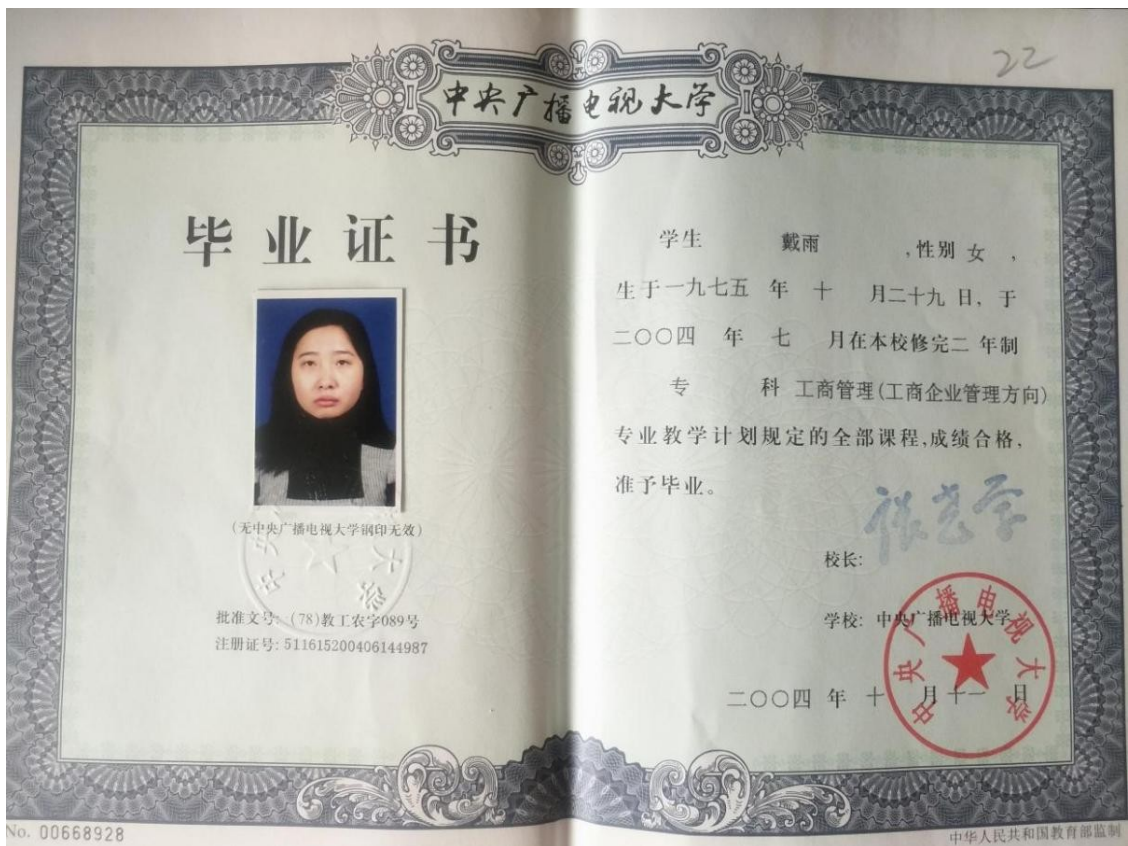 22
中央广播电视大学
毕业证书
(无中央广播电视大学钢印无效)
批准文号: (78)教工农字089号
注册证号: 511615200406144987
学生 戴雨 ,性别 女 ,
生于一九七五 年 十 月二十九 日, 于
二〇〇四 年 七 月在本校修完二 年制
专 科 工商管理(工商企业管理方向)
专业教学计划规定的全部课程,成绩合格,
准予毕业。
校长: 张尧学
学校: 中央广播电视大学
中央广播电视大学
二〇〇四 年 十 月十一 日
No. 00668928
中华人民共和国教育部监制